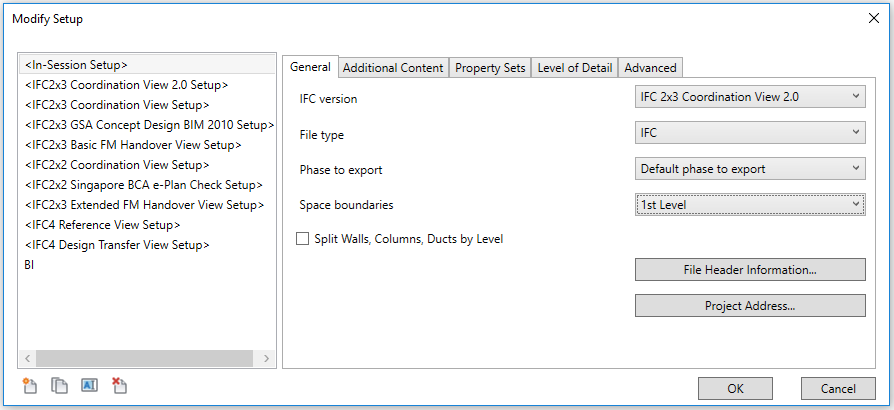 Modify Setup
<In-Session Setup>
<IFC2x3 Coordination View 2.0 Setup>
<IFC2x3 Coordination View Setup>
<IFC2x3 GSA Concept Design BIM 2010 Setup>
<IFC2x3 Basic FM Handover View Setup>
<IFC2x2 Coordination View Setup>
<IFC2x2 Singapore BCA e-Plan Check Setup>
<IFC2x3 Extended FM Handover View Setup>
<IFC4 Reference View Setup>
<IFC4 Design Transfer View Setup>
BI
General Additional Content Property Sets Level of Detail Advanced
IFC version IFC 2x3 Coordination View 2.0
File type IFC
Phase to export Default phase to export
Space boundaries 1st Level
Split Walls, Columns, Ducts by Level
File Header Information...
Project Address...
OK Cancel